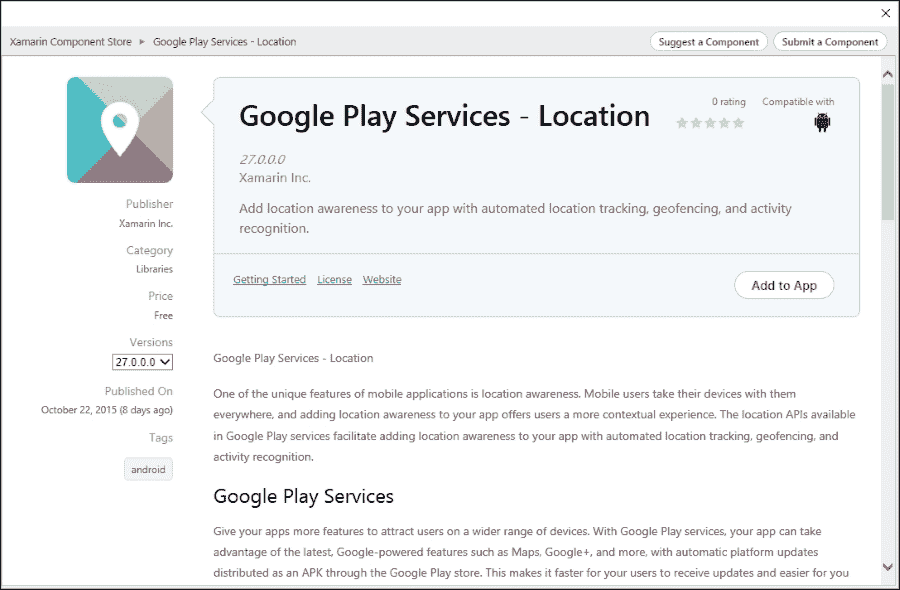 Xamarin Component Store ▸ Google Play Services - Location
Suggest a Component
Submit a Component
Google Play Services - Location
0 rating
Compatible with
27.0.0.0
Xamarin Inc.
Add location awareness to your app with automated location tracking, geofencing, and activity
recognition.
Getting Started License Website
Add to App
Publisher
Xamarin Inc.
Category
Libraries
Price
Free
Versions
27.0.0.0
Published On
October 22, 2015 (8 days ago)
Tags
android
Google Play Services - Location
One of the unique features of mobile applications is location awareness. Mobile users take their devices with them
everywhere, and adding location awareness to your app offers users a more contextual experience. The location APIs available
in Google Play services facilitate adding location awareness to your app with automated location tracking, geofencing, and
activity recognition.
Google Play Services
Give your apps more features to attract users on a wider range of devices. With Google Play services, your app can take
advantage of the latest, Google-powered features such as Maps, Google+, and more, with automatic platform updates
distributed as an APK through the Google Play store. This makes it faster for your users to receive updates and easier for you